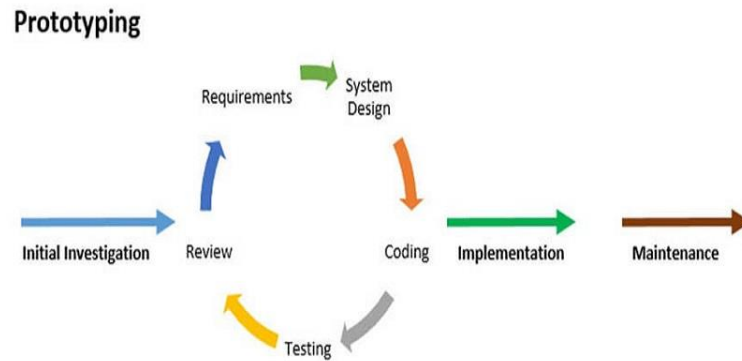 Prototyping
Requirements
System
Design
Initial Investigation
Review
Coding
Implementation
Maintenance
Testing